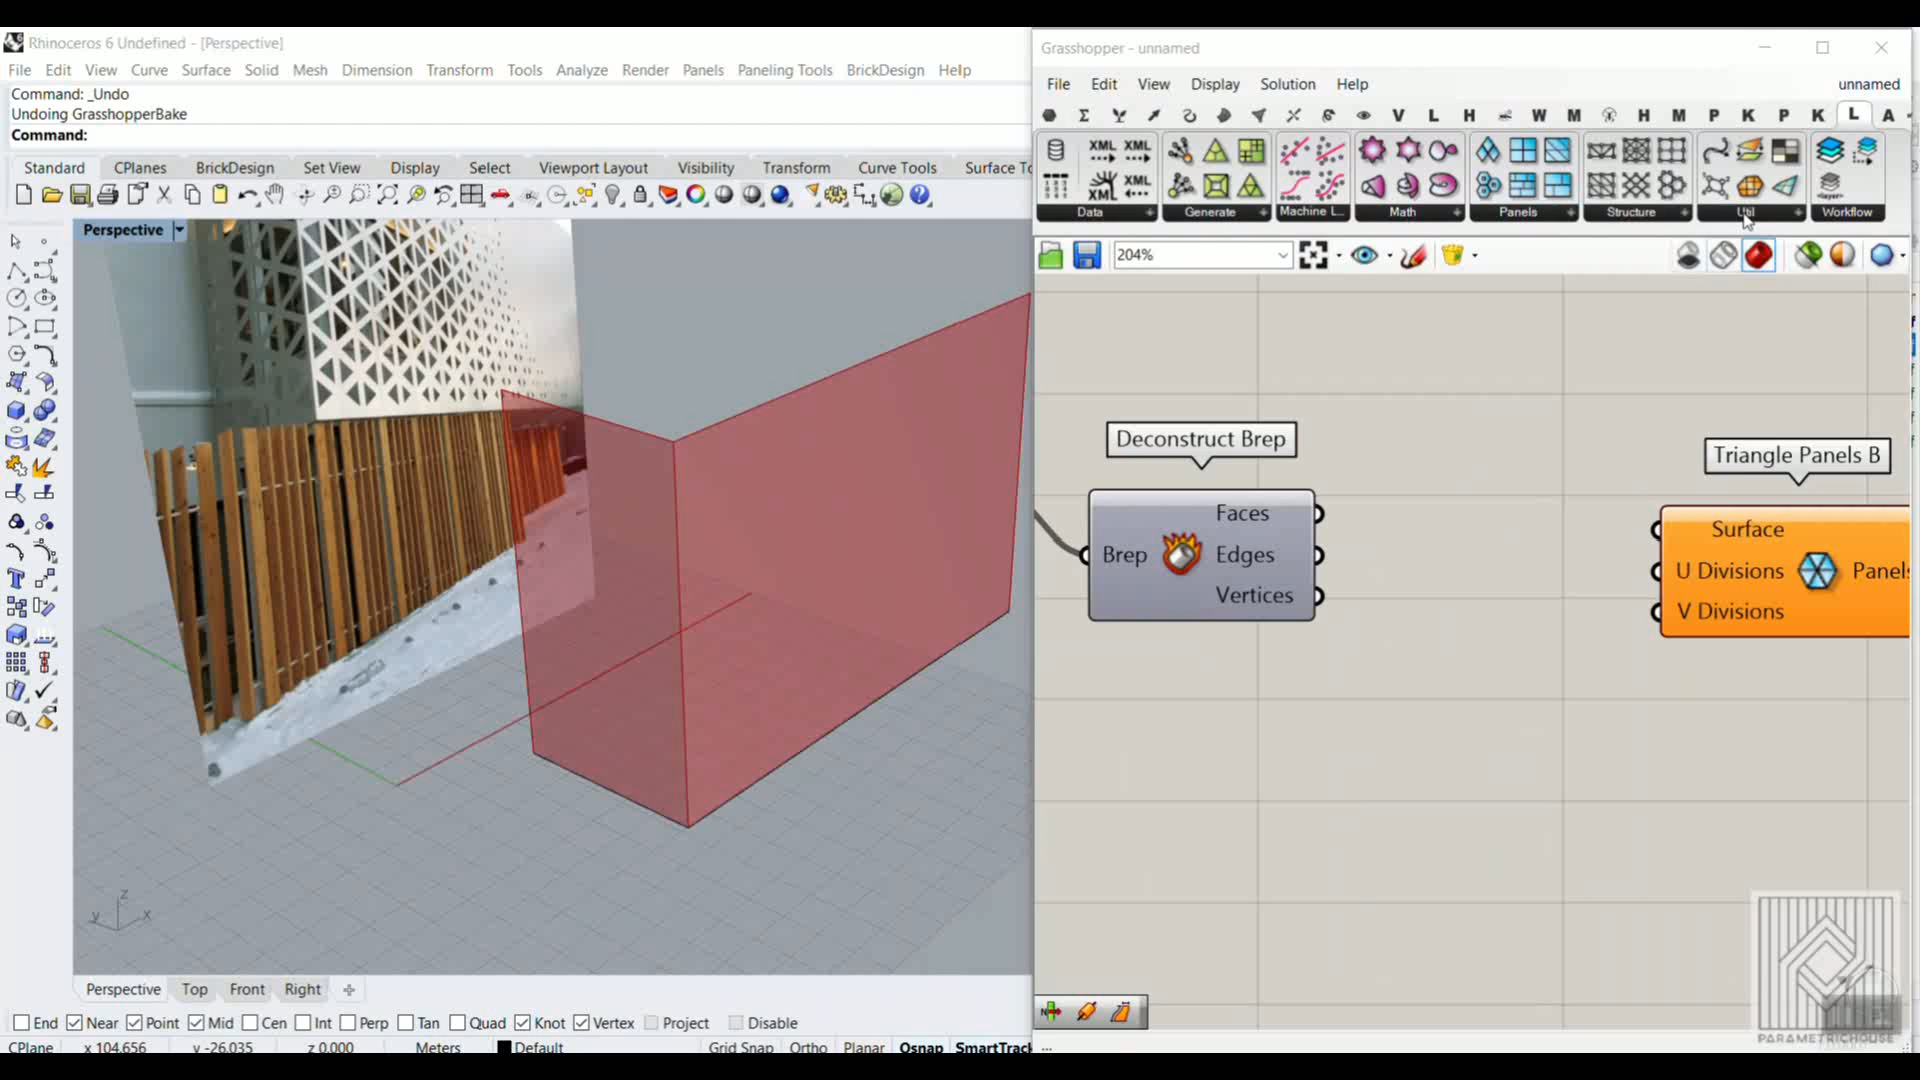 Rhinoceros 6 Undefined - [Perspective]
File Edit View Curve Surface Solid Mesh Dimension Transform Tools Analyze Render Panels Paneling Tools BrickDesign Help
Command: _Undo
Undoing GrasshopperBake
Command:
Standard CPlanes BrickDesign Set View Display Select Viewport Layout Visibility Transform Curve Tools Surface To
Perspective
z
y x
Perspective Top Front Right
End Near Point Mid Cen Int Perp Tan Quad Knot Vertex Project Disable
CPlane x 104.656 y -26.035 z 0.000 Meters Default Grid Snap Ortho Planar Osnap SmartTrack
Grasshopper - unnamed
File Edit View Display Solution Help unnamed
V L H W M H M P K P K L A
XML XML
XML XML
Data Generate Machine L... Math Panels Structure Util Workflow
204%
Deconstruct Brep
Brep
Faces
Edges
Vertices
Triangle Panels B
Surface
U Divisions
V Divisions
Panels
PARAMETRICHOUSE